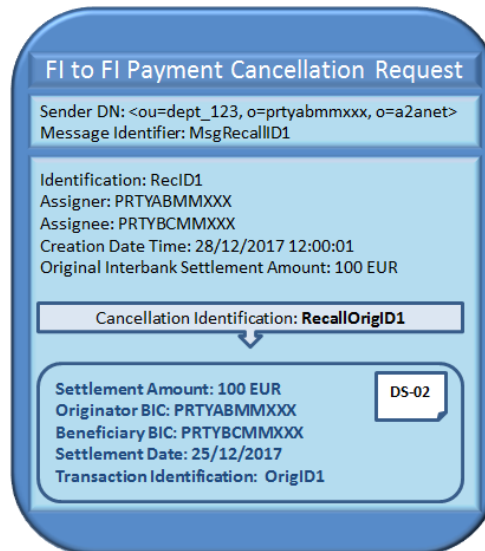 FI to FI Payment Cancellation Request
Sender DN: <ou=dept_123, o=prtyabmmxxx, o=a2anet>
Message Identifier: MsgRecallID1
Identification: RecID1
Assigner: PRTYABMMXXX
Assignee: PRTYBCMMXXX
Creation Date Time: 28/12/2017 12:00:01
Original Interbank Settlement Amount: 100 EUR
Cancellation Identification: RecallOrigID1
Settlement Amount: 100 EUR
DS-02
Originator BIC: PRTYABMMXXX
Beneficiary BIC: PRTYBCMMXXX
Settlement Date: 25/12/2017
Transaction Identification: OrigID1